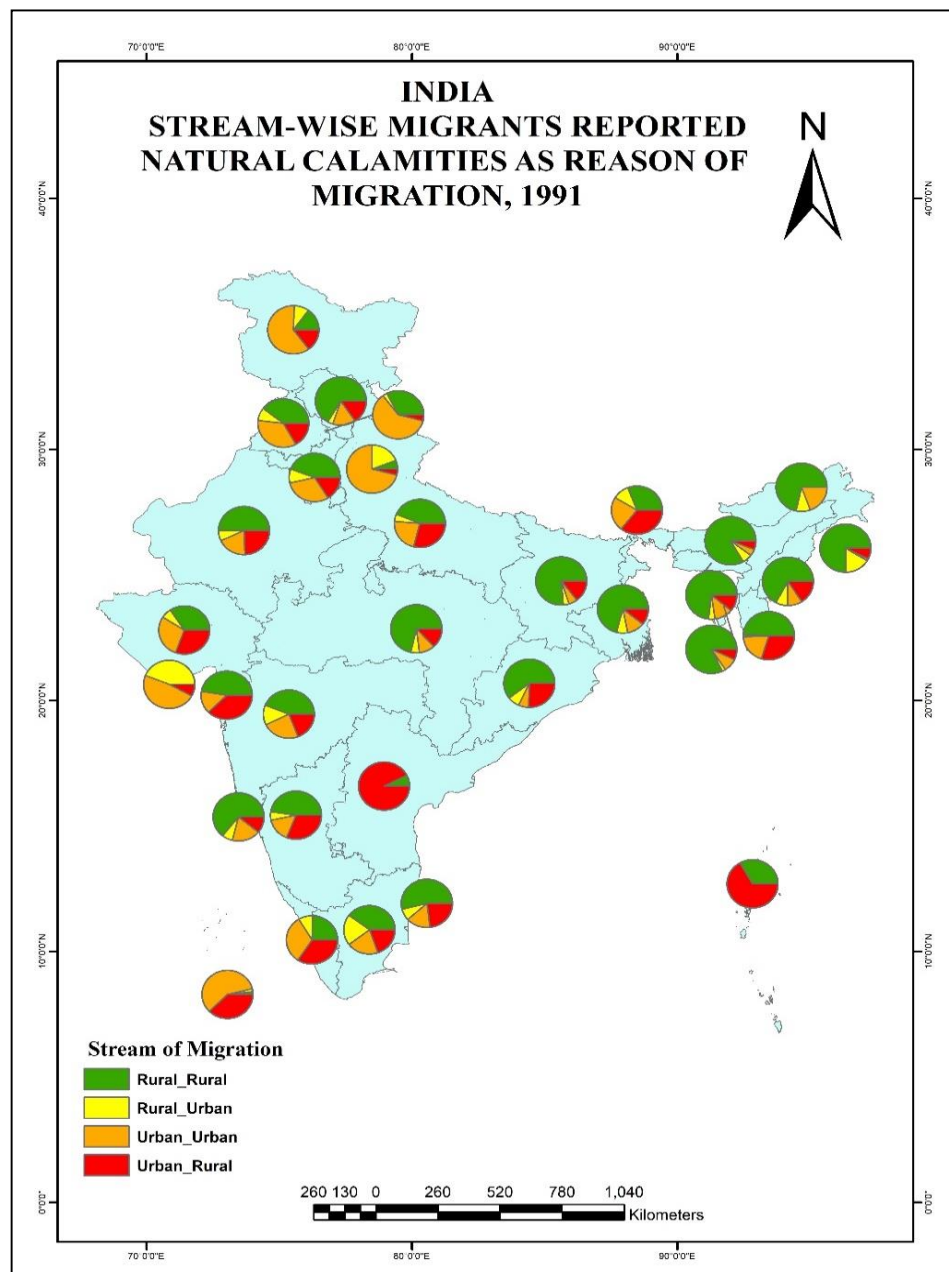 70°0'0"E 80°0'0"E 90°0'0"E
INDIA
STREAM-WISE MIGRANTS REPORTED
NATURAL CALAMITIES AS REASON OF
MIGRATION, 1991
N
40°0'0"N 40°0'0"N
30°0'0"N 30°0'0"N
20°0'0"N 20°0'0"N
10°0'0"N 10°0'0"N
Stream of Migration
Rural_Rural
Rural_Urban
Urban_Urban
Urban_Rural
260 130 0 260 520 780 1,040
Kilometers
0°0'0" 0°0'0"
70°0'0"E 80°0'0"E 90°0'0"E